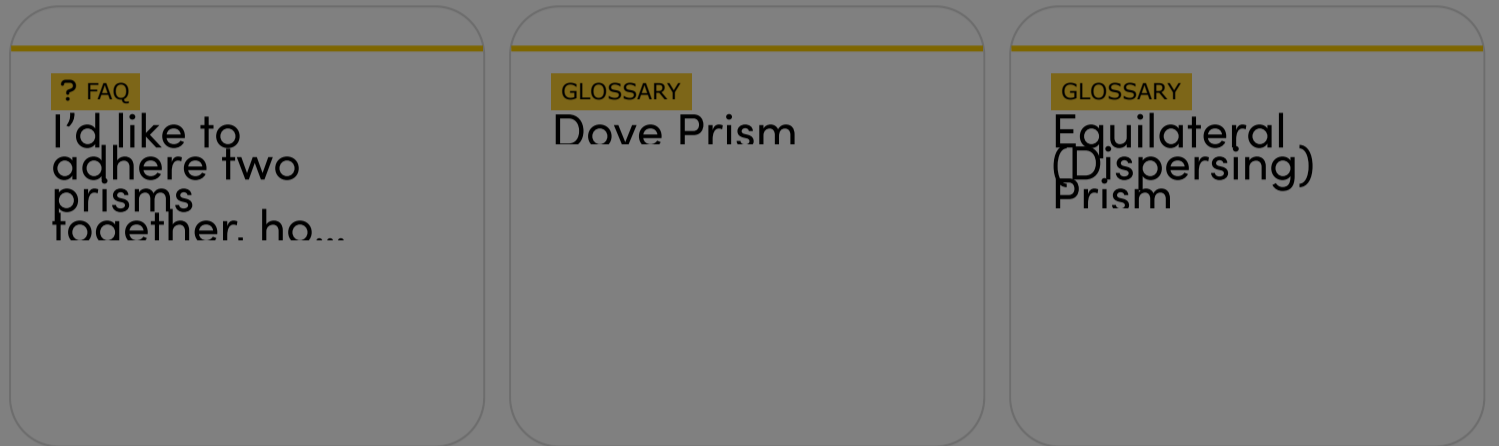 ? FAQ
I’d like to
adhere two
prisms
together, ho...
GLOSSARY
Dove Prism
GLOSSARY
Equilateral
(Dispersing)
Prism